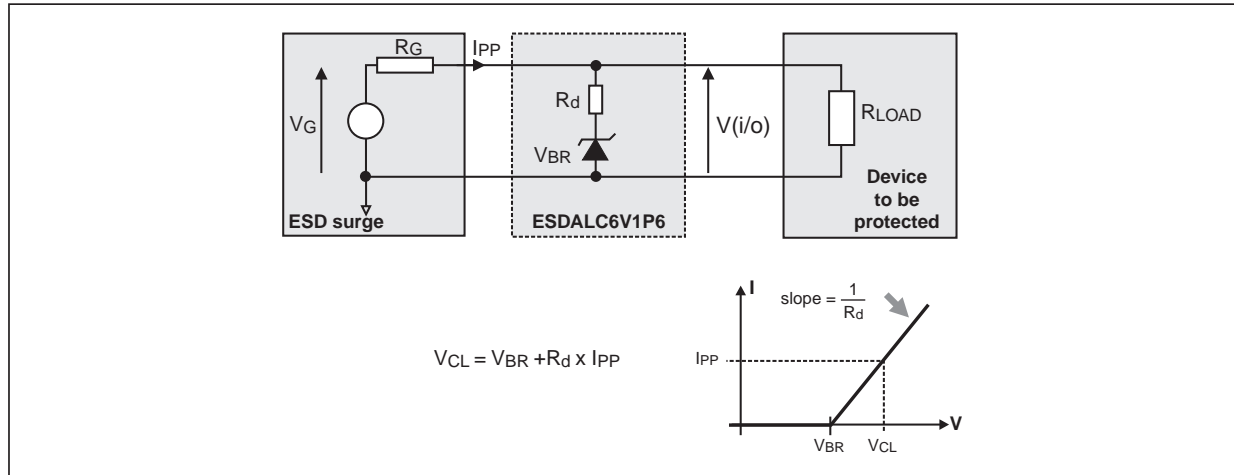 RG
IPP
VG
Rd
VBR
V(i/o)
RLOAD
ESD surge
ESDALC6V1P6
Device
to be
protected
I
slope = 1
Rd
VCL = VBR +Rd x IPP
IPP
V
VBR
VCL